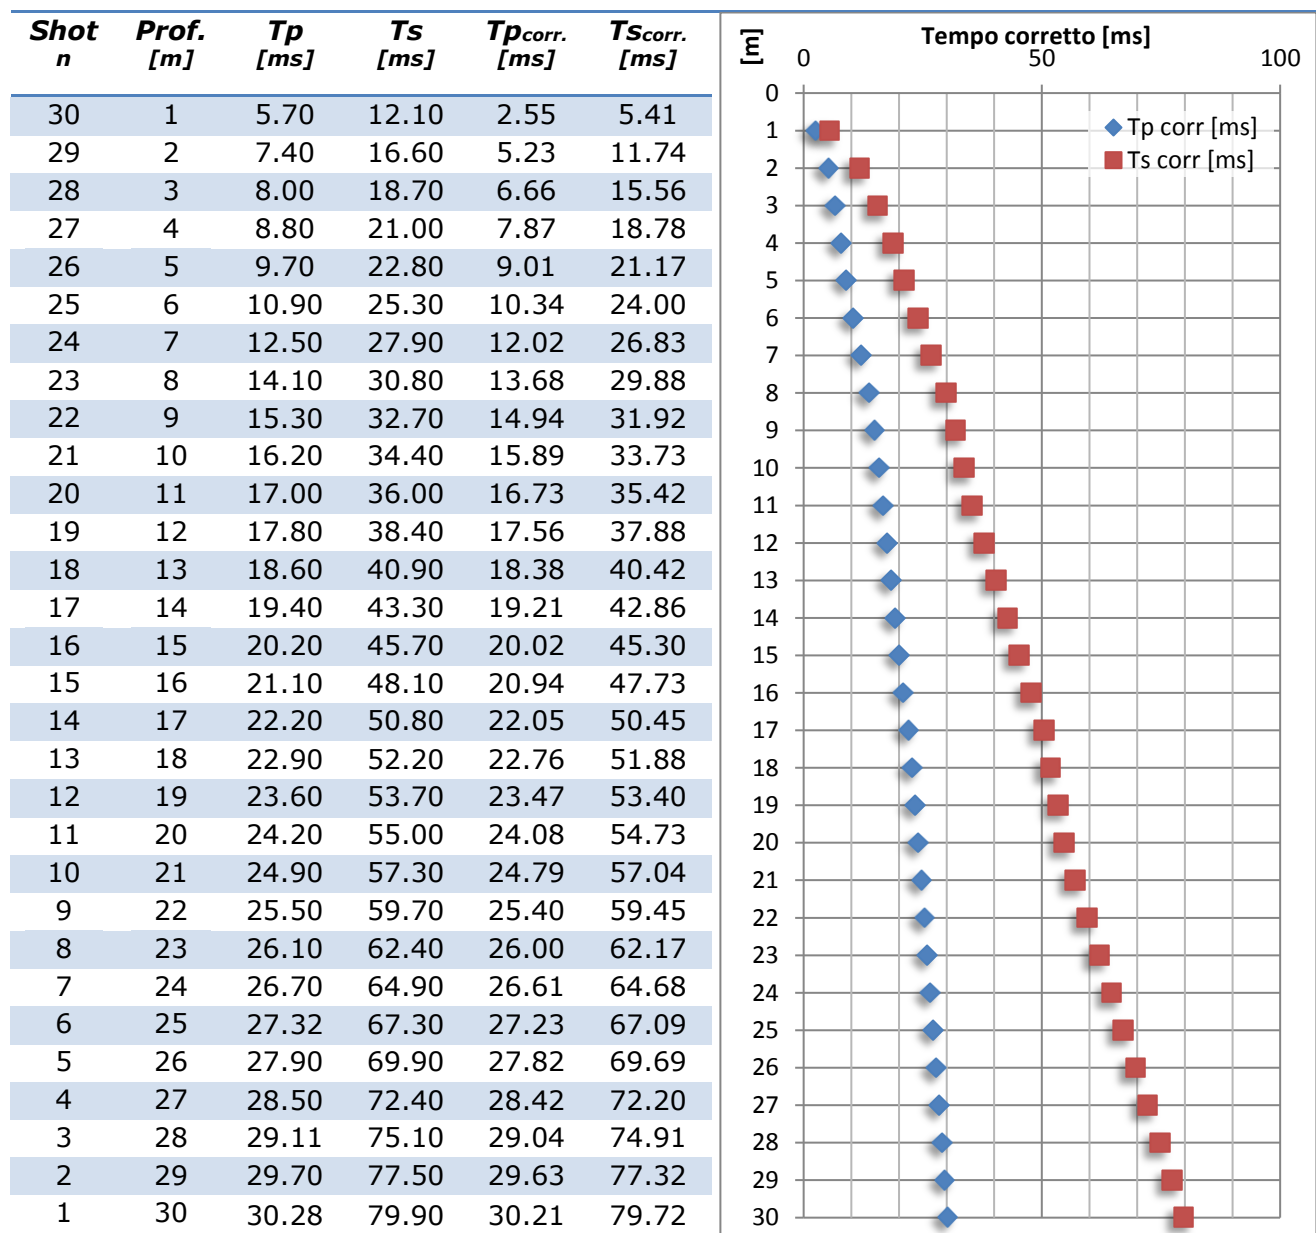 Shot Prof. Tp Ts Tpcorr. Tscorr.
n [m] [ms] [ms] [ms] [ms]
30 1 5.70 12.10 2.55 5.41
29 2 7.40 16.60 5.23 11.74
28 3 8.00 18.70 6.66 15.56
27 4 8.80 21.00 7.87 18.78
26 5 9.70 22.80 9.01 21.17
25 6 10.90 25.30 10.34 24.00
24 7 12.50 27.90 12.02 26.83
23 8 14.10 30.80 13.68 29.88
22 9 15.30 32.70 14.94 31.92
21 10 16.20 34.40 15.89 33.73
20 11 17.00 36.00 16.73 35.42
19 12 17.80 38.40 17.56 37.88
18 13 18.60 40.90 18.38 40.42
17 14 19.40 43.30 19.21 42.86
16 15 20.20 45.70 20.02 45.30
15 16 21.10 48.10 20.94 47.73
14 17 22.20 50.80 22.05 50.45
13 18 22.90 52.20 22.76 51.88
12 19 23.60 53.70 23.47 53.40
11 20 24.20 55.00 24.08 54.73
10 21 24.90 57.30 24.79 57.04
9 22 25.50 59.70 25.40 59.45
8 23 26.10 62.40 26.00 62.17
7 24 26.70 64.90 26.61 64.68
6 25 27.32 67.30 27.23 67.09
5 26 27.90 69.90 27.82 69.69
4 27 28.50 72.40 28.42 72.20
3 28 29.11 75.10 29.04 74.91
2 29 29.70 77.50 29.63 77.32
1 30 30.28 79.90 30.21 79.72
[m]
Tempo corretto [ms]
0 50 100
0
1
2
3
4
5
6
7
8
9
10
11
12
13
14
15
16
17
18
19
20
21
22
23
24
25
26
27
28
29
30
Tp corr [ms]
Ts corr [ms]